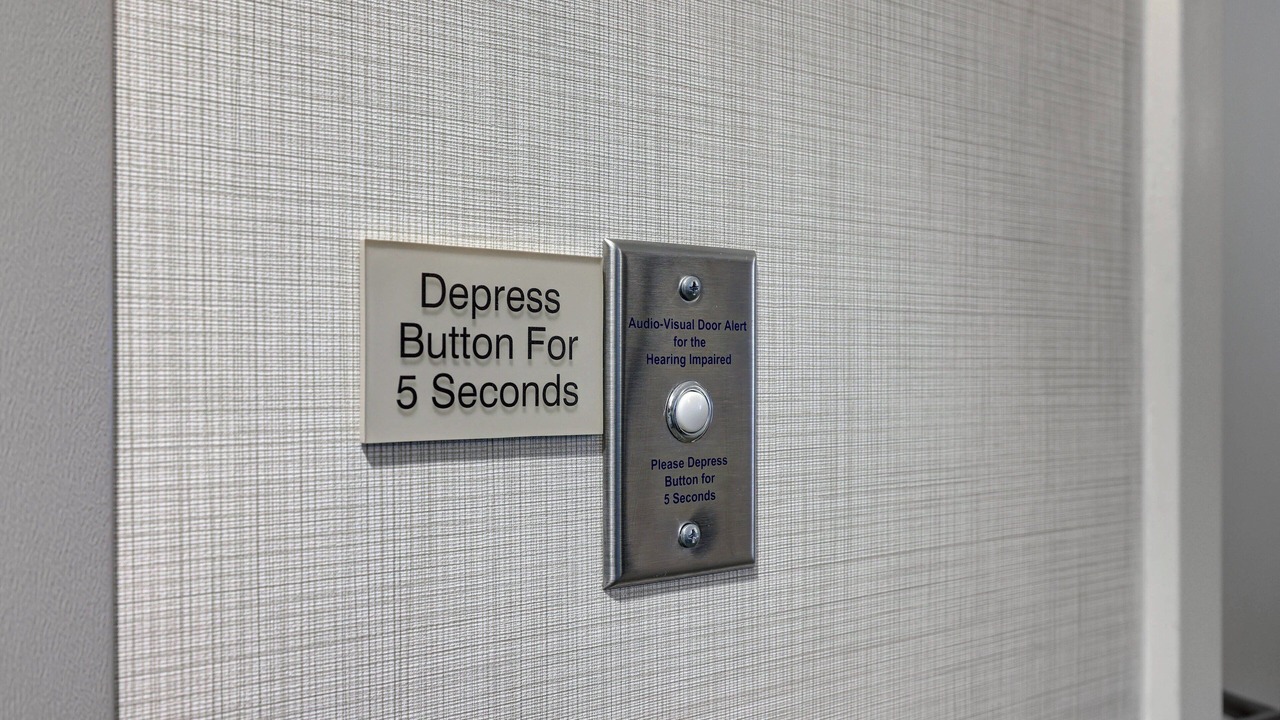 Depress
Button For
5 Seconds
Audio-Visual Door Alert
for the
Hearing Impaired
Please Depress
Button for
5 Seconds